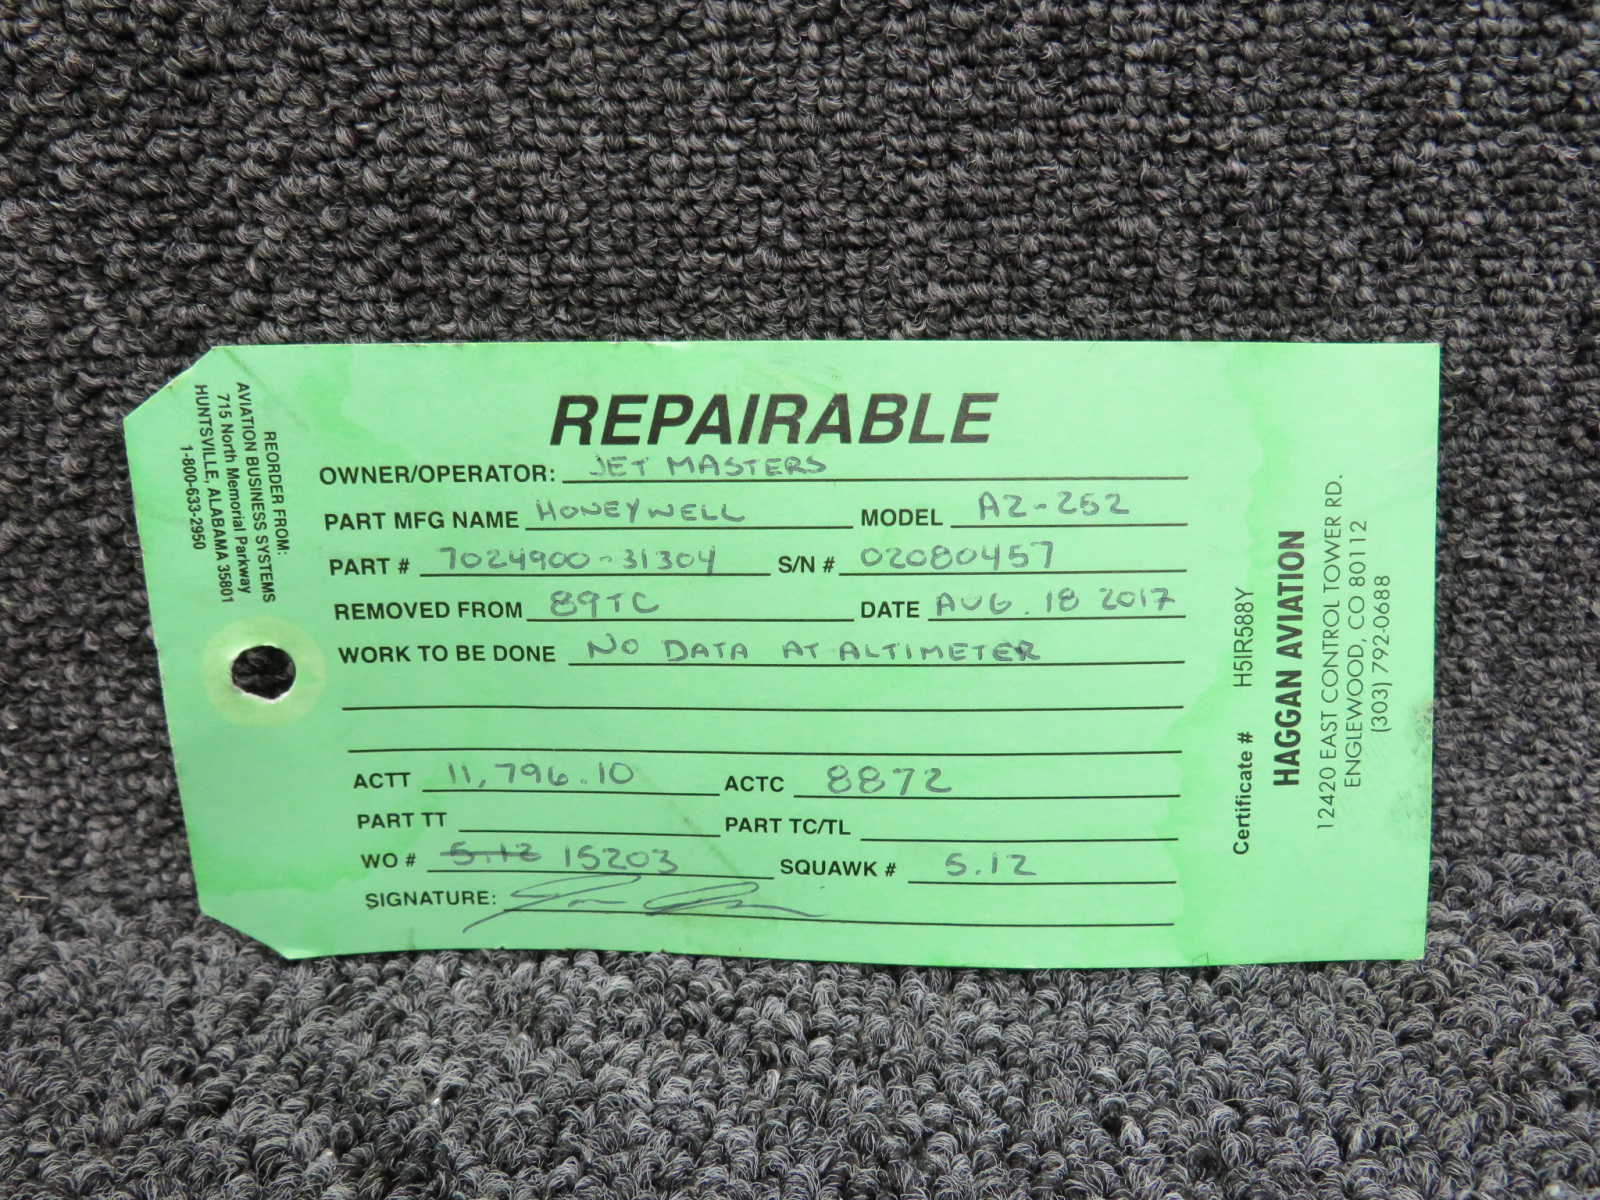 REPAIRABLE
OWNER/OPERATOR: JET MASTERS
PART MFG NAME HONEYWELL MODEL AZ-252
PART # 7024900-31304 S/N # 02080457
REMOVED FROM 89TC DATE AUG. 18 2017
WORK TO BE DONE NO DATA AT ALTIMETER
ACTT 11,796.10 ACTC 8872
PART TT PART TC/TL
WO # 5.12 15203 SQUAWK # 5.12
SIGNATURE:
REORDER FROM:
AVIATION BUSINESS SYSTEMS
715 North Memorial Parkway
HUNTSVILLE, ALABAMA 35801
1-800-633-2950
Certificate # H5IR588Y
HAGGAN AVIATION
12420 EAST CONTROL TOWER RD.
ENGLEWOOD, CO 80112
(303) 792-0688